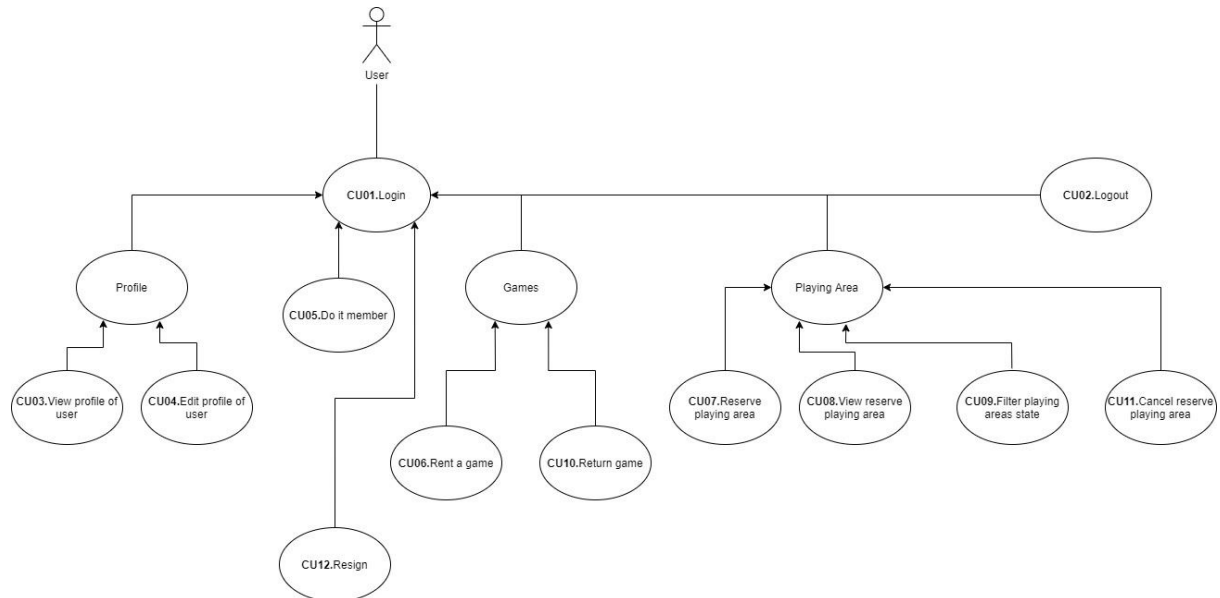 User
CU01.Login
CU02.Logout
Profile
CU05.Do it member
Games
Playing Area
CU03.View profile of
user
CU04.Edit profile of
user
CU07.Reserve
playing area
CU08.View reserve
playing area
CU09.Filter playing
areas state
CU11.Cancel reserve
playing area
CU06.Rent a game
CU10.Return game
CU12.Resign